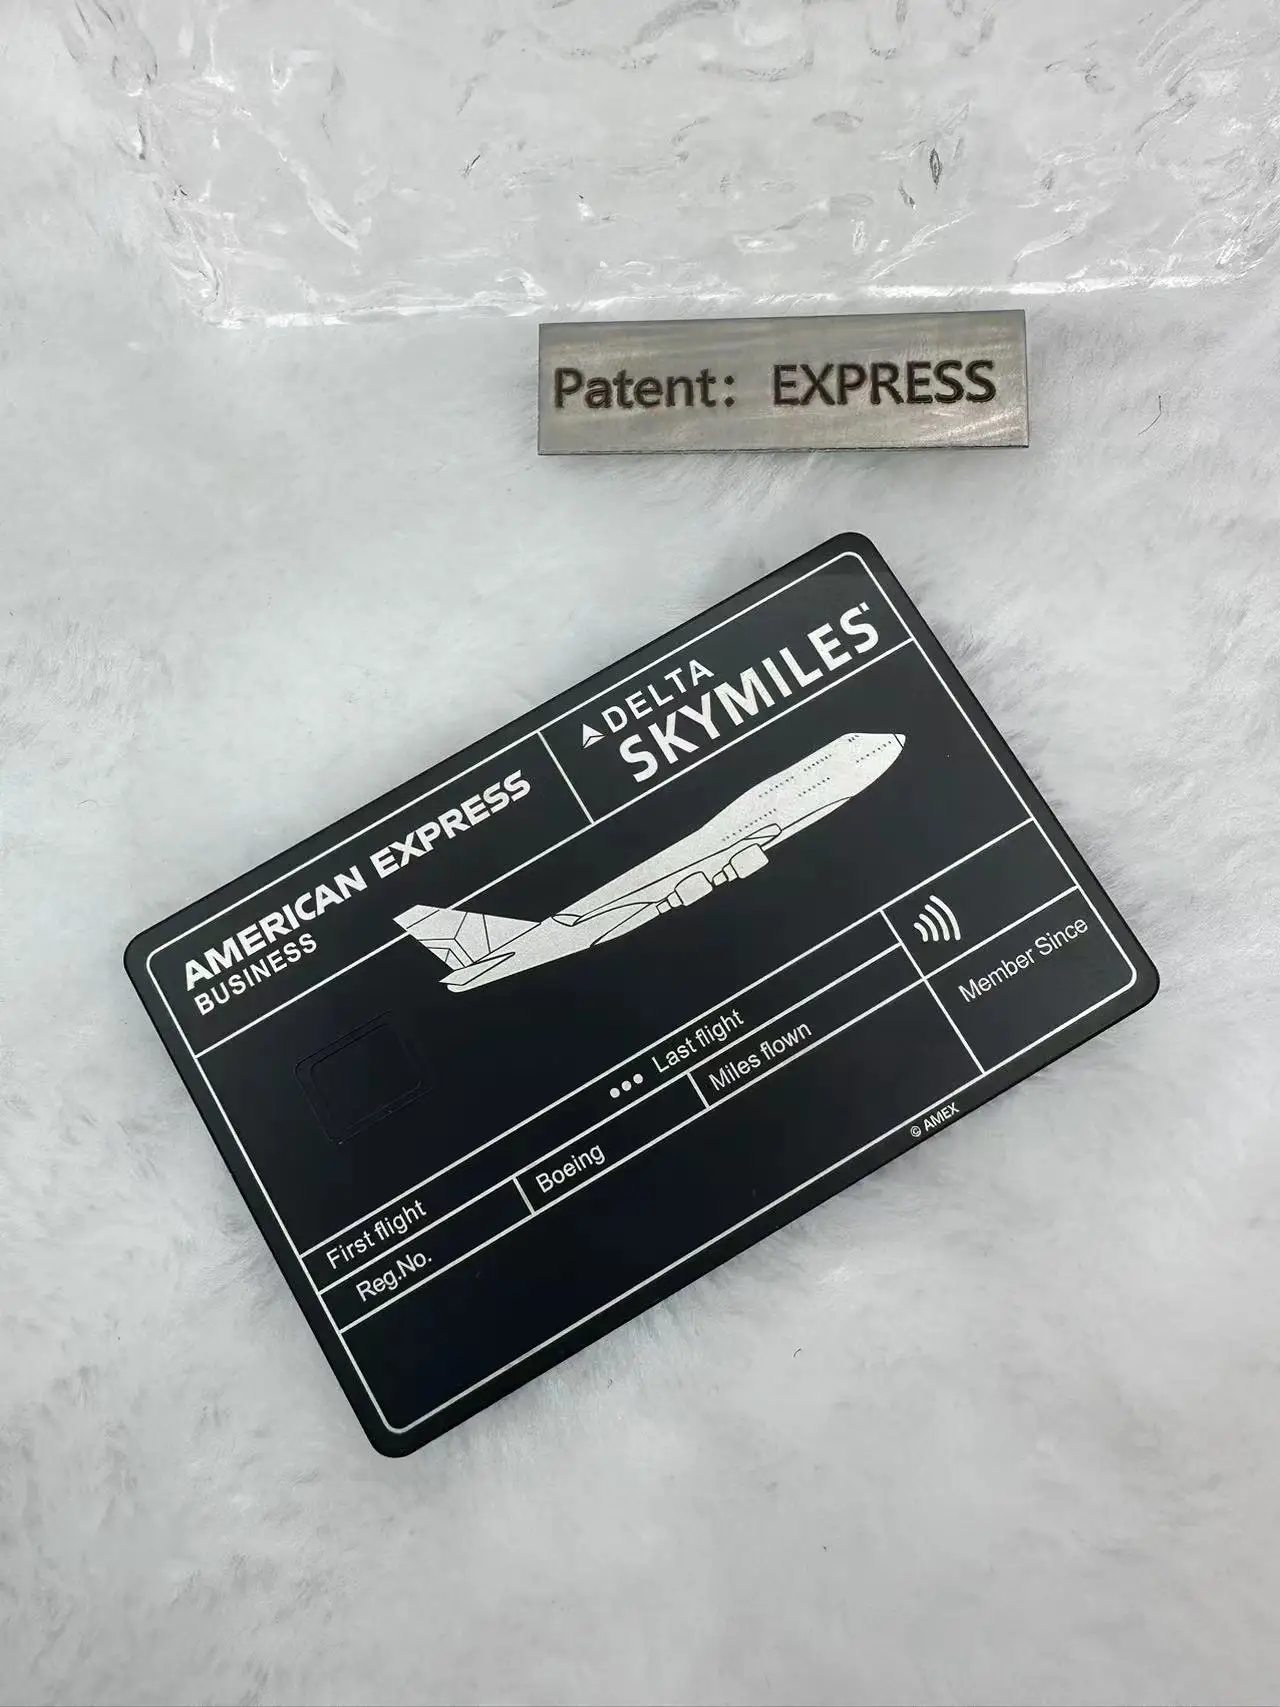 Patent: EXPRESS
AMERICAN EXPRESS
BUSINESS
DELTA
SKYMILES
Member Since
First flight
••• Last flight
Reg.No.
Boeing
Miles flown
© AMEX